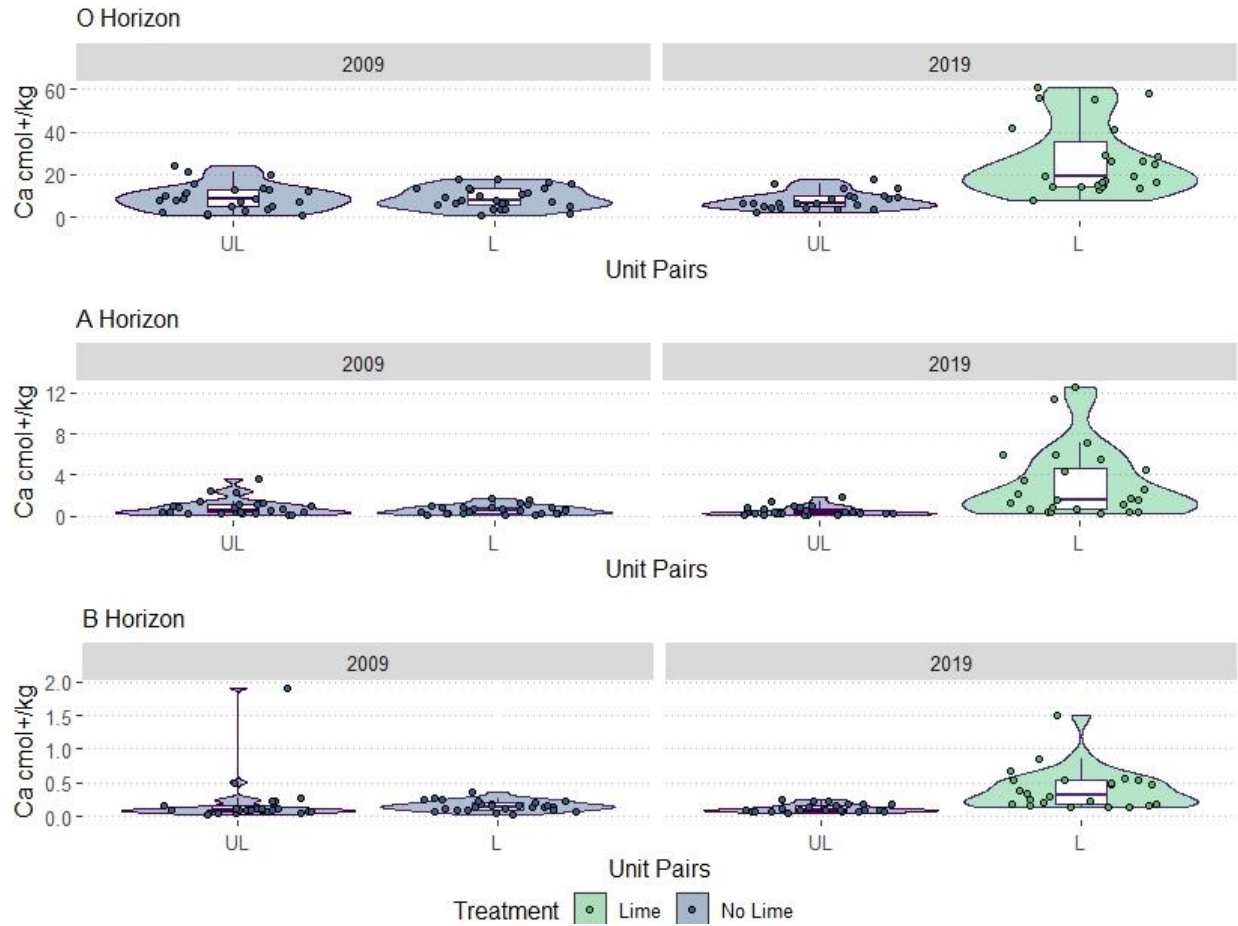 O Horizon
2009 2019
Ca cmol+/kg
60
40
20
0
UL L UL L
Unit Pairs
A Horizon
2009 2019
Ca cmol+/kg
12
8
4
0
UL L UL L
Unit Pairs
B Horizon
2009 2019
Ca cmol+/kg
2.0
1.5
1.0
0.5
0.0
UL L UL L
Unit Pairs
Treatment Lime No Lime